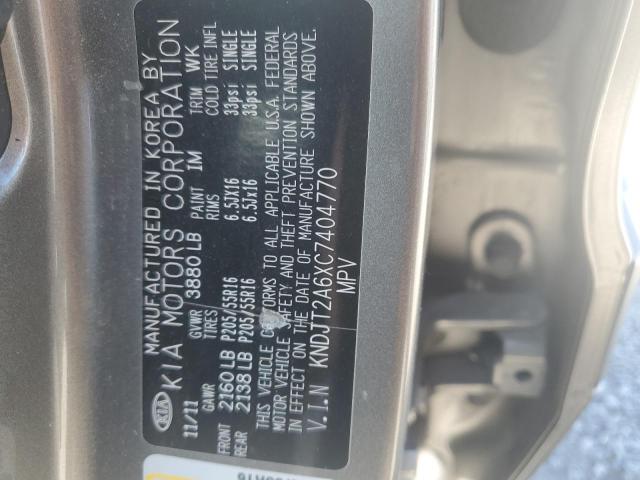 MANUFACTURED IN KOREA BY
KIA KIA MOTORS CORPORATION
11/11 GVWR 3880 LB PAINT 1M TRIM WK
GAWR TIRES RIMS COLD TIRE INFL
FRONT 2160 LB P205/55R16 6.5JX16 33psi SINGLE
REAR 2138 LB P205/55R16 6.5JX16 33psi SINGLE
THIS VEHICLE CONFORMS TO ALL APPLICABLE U.S.A. FEDERAL
MOTOR VEHICLE SAFETY AND THEFT PREVENTION STANDARDS
IN EFFECT ON THE DATE OF MANUFACTURE SHOWN ABOVE.
V.I.N KNDJT2A6XC7404770
MPV